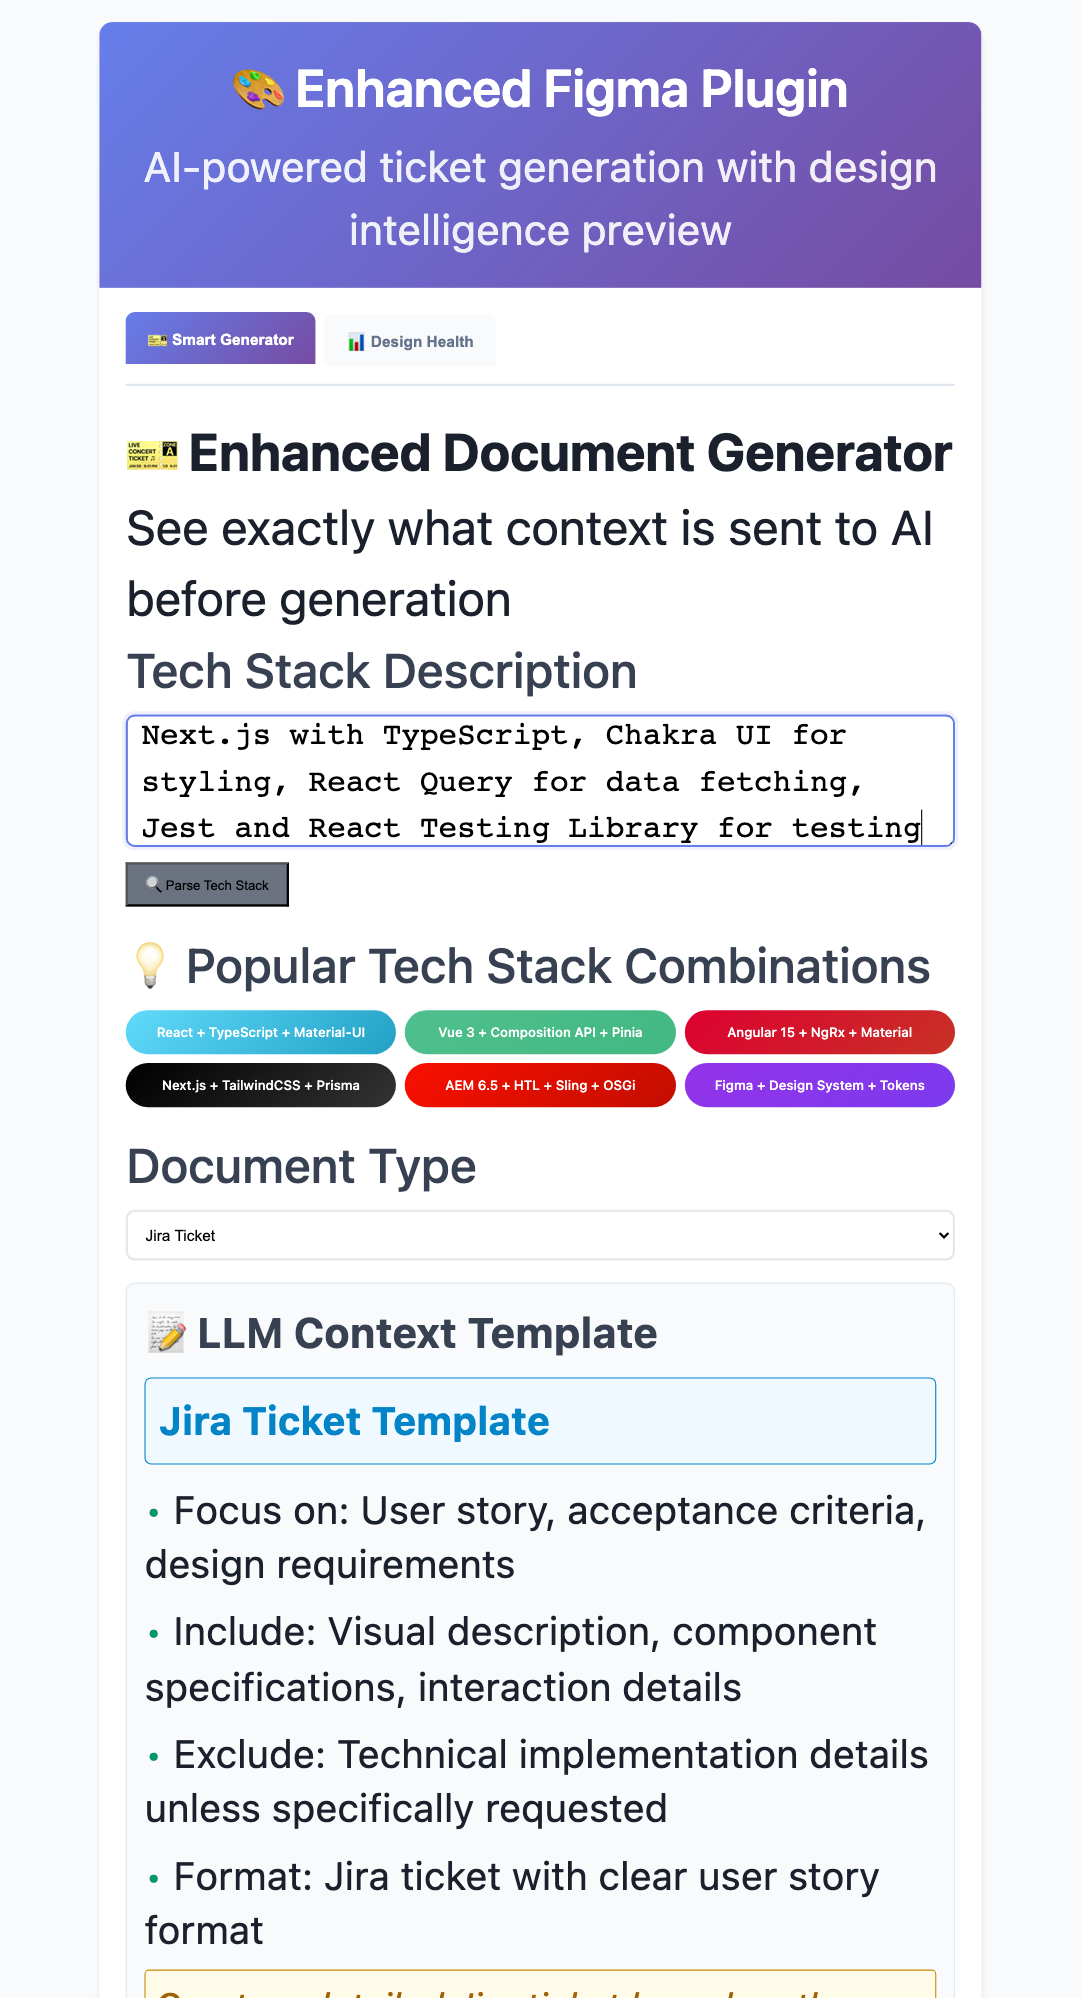 🎨 Enhanced Figma Plugin
AI-powered ticket generation with design
intelligence preview
🎫 Smart Generator
📊 Design Health
🎫 Enhanced Document Generator
See exactly what context is sent to AI
before generation
Tech Stack Description
Next.js with TypeScript, Chakra UI for
styling, React Query for data fetching,
Jest and React Testing Library for testing
🔍 Parse Tech Stack
💡 Popular Tech Stack Combinations
React + TypeScript + Material-UI
Vue 3 + Composition API + Pinia
Angular 15 + NgRx + Material
Next.js + TailwindCSS + Prisma
AEM 6.5 + HTL + Sling + OSGi
Figma + Design System + Tokens
Document Type
Jira Ticket
📝 LLM Context Template
Jira Ticket Template
• Focus on: User story, acceptance criteria,
design requirements
• Include: Visual description, component
specifications, interaction details
• Exclude: Technical implementation details
unless specifically requested
• Format: Jira ticket with clear user story
format